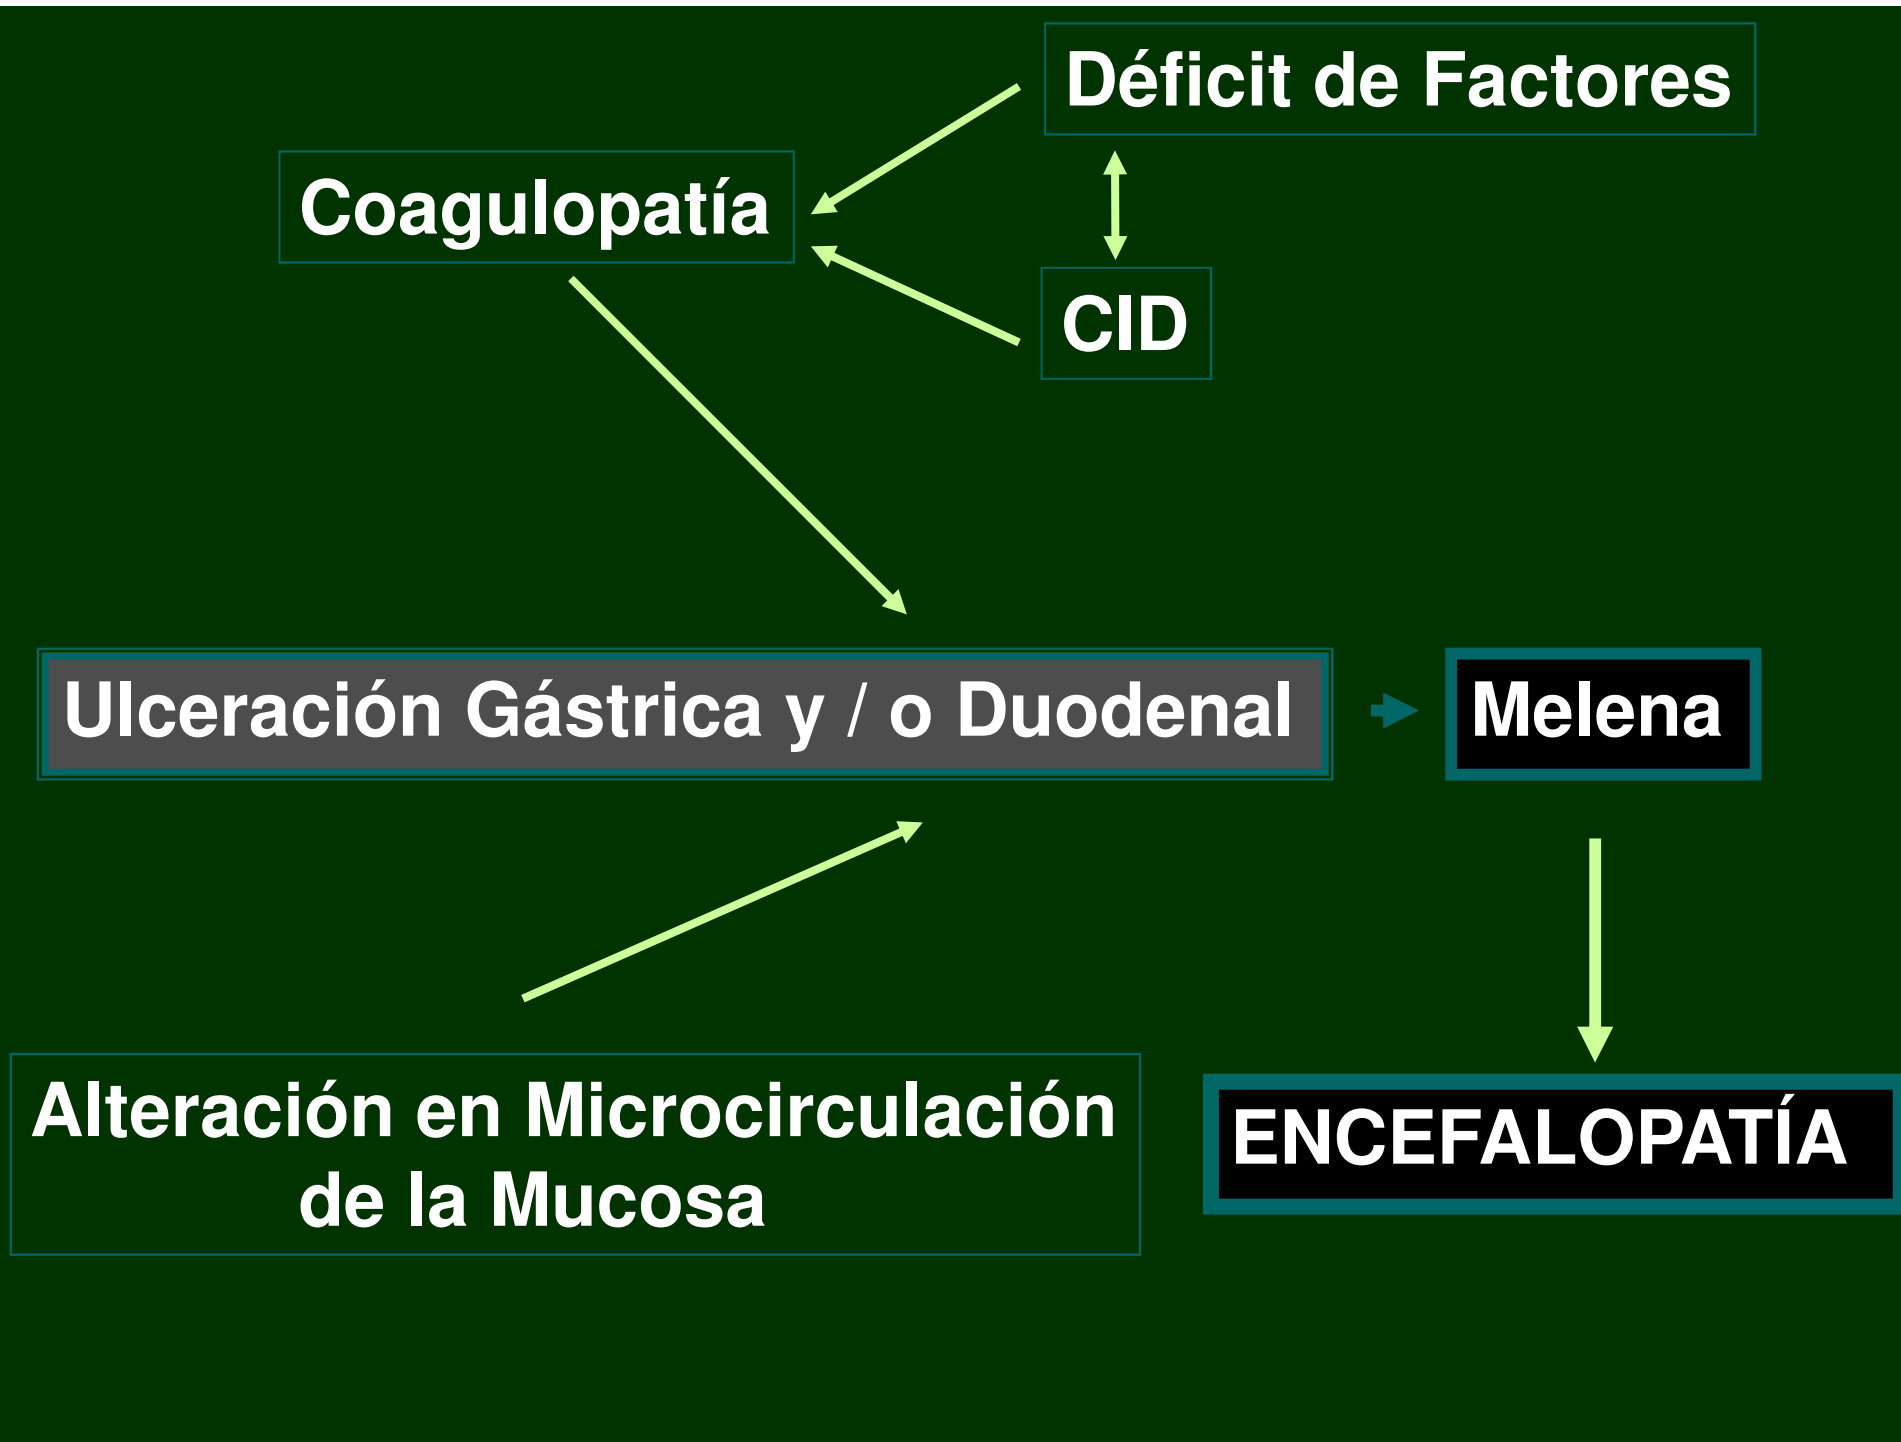 Déficit de Factores
Coagulopatía
CID
Ulceración Gástrica y / o Duodenal
Melena
Alteración en Microcirculación
de la Mucosa
ENCEFALOPATÍA